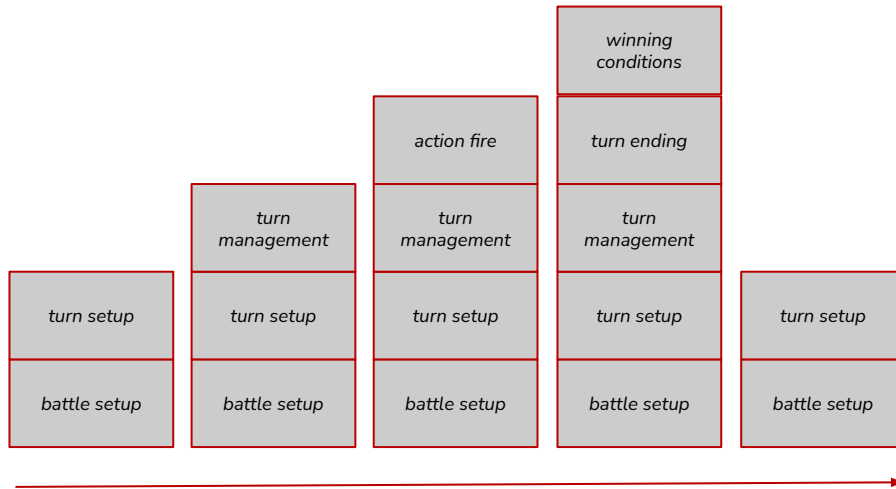 winning
conditions
action fire
turn ending
turn
management
turn
management
turn
management
turn setup
turn setup
turn setup
turn setup
turn setup
battle setup
battle setup
battle setup
battle setup
battle setup